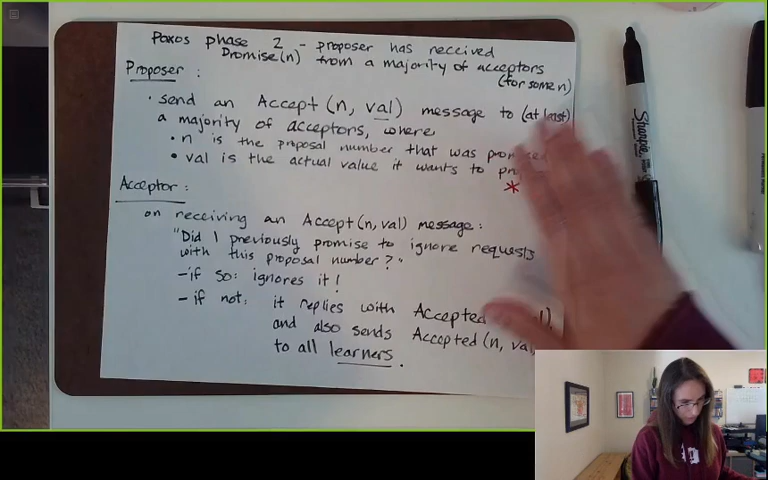 Paxos phase 2 - proposer has received
Promise(n) from a majority of acceptors
(for some n)
Proposer:
• send an Accept(n, val) message to (at least)
a majority of acceptors, where
• n is the proposal number that was
• val is the actual value it wants to
*
Acceptor:
on receiving an Accept(n, val) message:
"Did I previously promise to ignore requests
with this proposal number?"
- if so: ignores it!
- if not: it replies with Accepted
and also sends Accepted(n, val
to all learners.
Sharpie